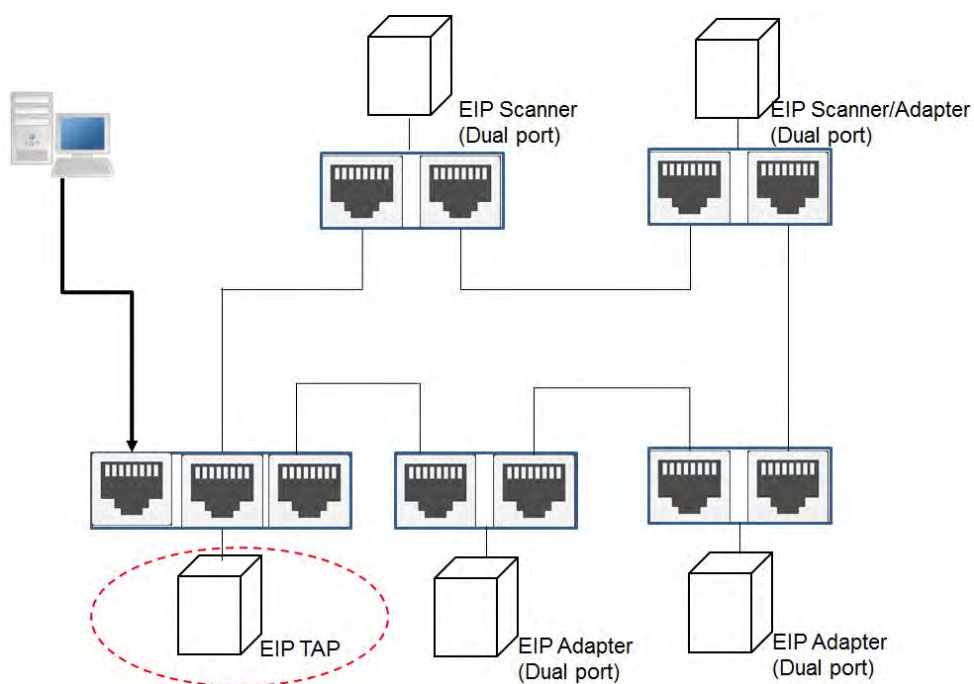 EIP Scanner
(Dual port)
EIP Scanner/Adapter
(Dual port)
EIP TAP
EIP Adapter
(Dual port)
EIP Adapter
(Dual port)